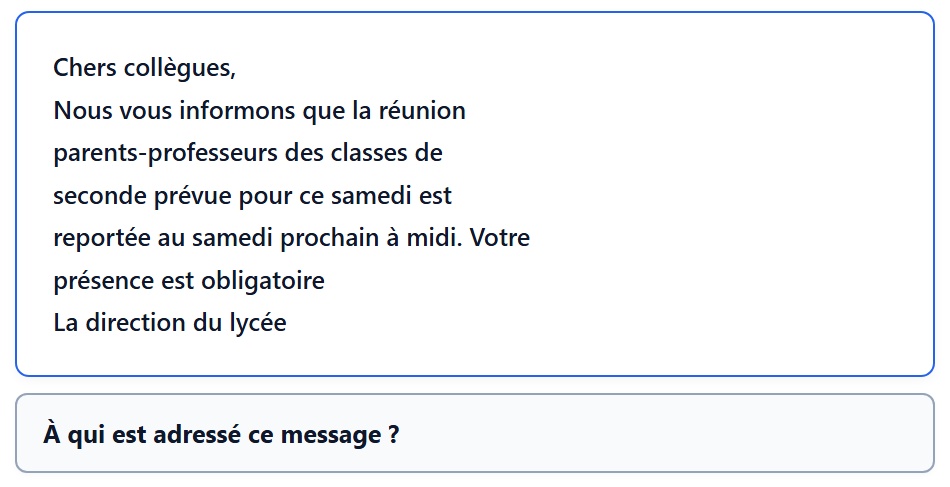 Chers collègues,
Nous vous informons que la réunion
parents-professeurs des classes de
seconde prévue pour ce samedi est
reportée au samedi prochain à midi. Votre
présence est obligatoire
La direction du lycée
À qui est adressé ce message ?